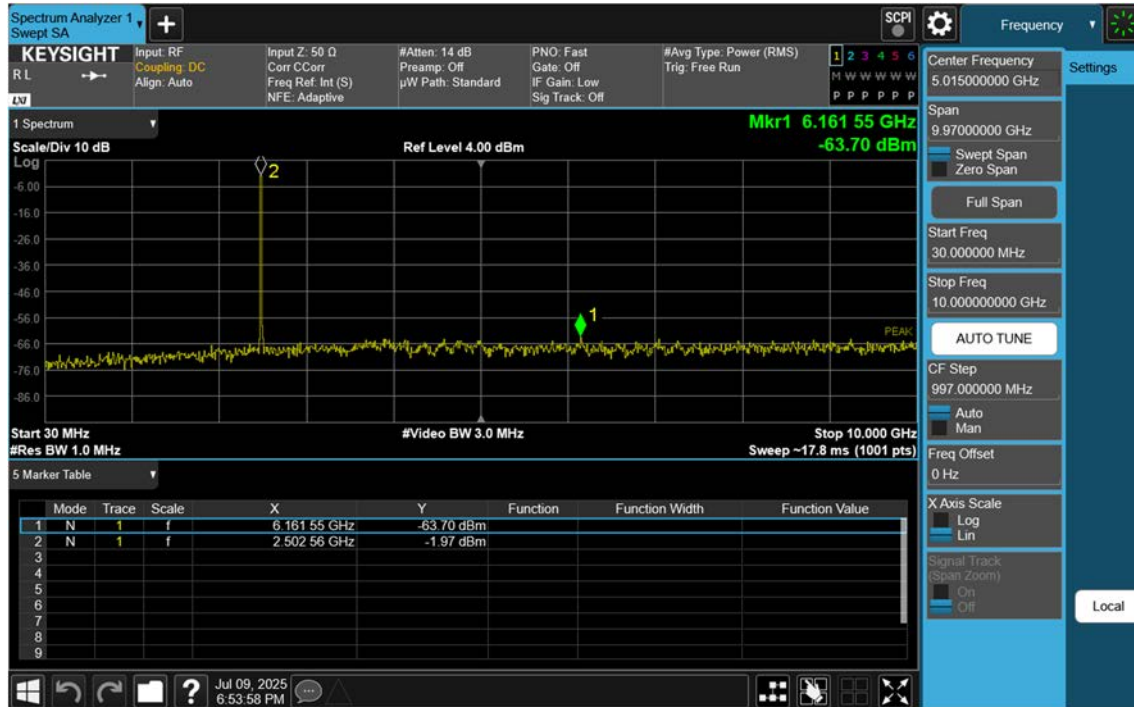 Spectrum Analyzer 1
Swept SA
+
SCPI
Frequency
KEYSIGHT
R L
LXI
Input: RF
Coupling: DC
Align: Auto
Input Z: 50 Ω
Corr CCorr
Freq Ref: Int (S)
NFE: Adaptive
#Atten: 14 dB
Preamp: Off
µW Path: Standard
PNO: Fast
Gate: Off
IF Gain: Low
Sig Track: Off
#Avg Type: Power (RMS)
Trig: Free Run
1 2 3 4 5 6
M W W W W W
P P P P P P
1 Spectrum
Mkr1 6.161 55 GHz
Scale/Div 10 dB
Ref Level 4.00 dBm
-63.70 dBm
Log
2
-6.00
-16.0
-26.0
-36.0
-46.0
-56.0
1
PEAK
-66.0
-76.0
-86.0
Start 30 MHz
#Video BW 3.0 MHz
Stop 10.000 GHz
#Res BW 1.0 MHz
Sweep ~17.8 ms (1001 pts)
5 Marker Table
Mode Trace Scale X Y Function Function Width Function Value
1 N 1 f 6.161 55 GHz -63.70 dBm
2 N 1 f 2.502 56 GHz -1.97 dBm
3
4
5
6
7
8
9
?
Jul 09, 2025
6:53:58 PM
Center Frequency
5.015000000 GHz
Settings
Span
9.97000000 GHz
Swept Span
Zero Span
Full Span
Start Freq
30.000000 MHz
Stop Freq
10.000000000 GHz
AUTO TUNE
CF Step
997.000000 MHz
Auto
Man
Freq Offset
0 Hz
X Axis Scale
Log
Lin
Signal Track
(Span Zoom)
On
Off
Local